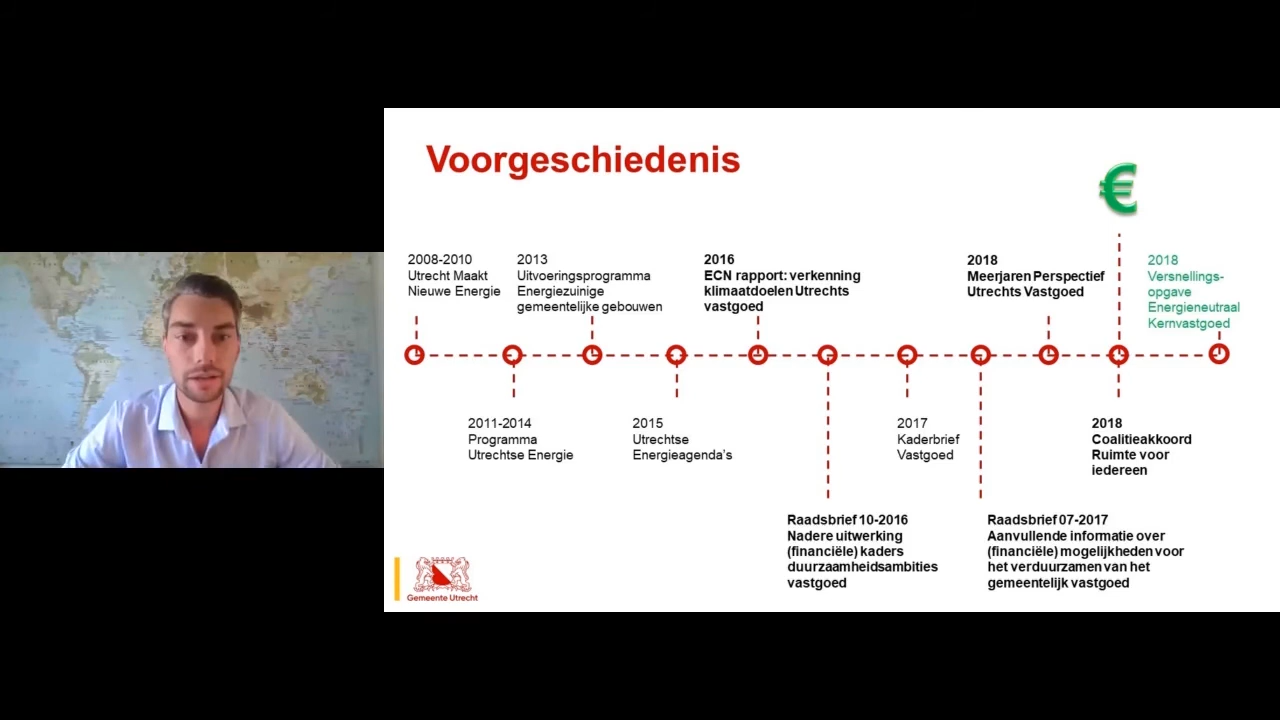 Voorgeschiedenis
€
2008-2010
Utrecht Maakt
Nieuwe Energie
2013
Uitvoeringsprogramma
Energiezuinige
gemeentelijke gebouwen
2016
ECN rapport: verkenning
klimaatdoelen Utrechts
vastgoed
2018
Meerjaren Perspectief
Utrechts Vastgoed
2018
Versnellings-
opgave
Energieneutraal
Kernvastgoed
2011-2014
Programma
Utrechtse Energie
2015
Utrechtse
Energieagenda's
2017
Kaderbrief
Vastgoed
2018
Coalitieakkoord
Ruimte voor
iedereen
Raadsbrief 10-2016
Nadere uitwerking
(financiële) kaders
duurzaamheidsambities
vastgoed
Raadsbrief 07-2017
Aanvullende informatie over
(financiële) mogelijkheden voor
het verduurzamen van het
gemeentelijk vastgoed
Gemeente Utrecht